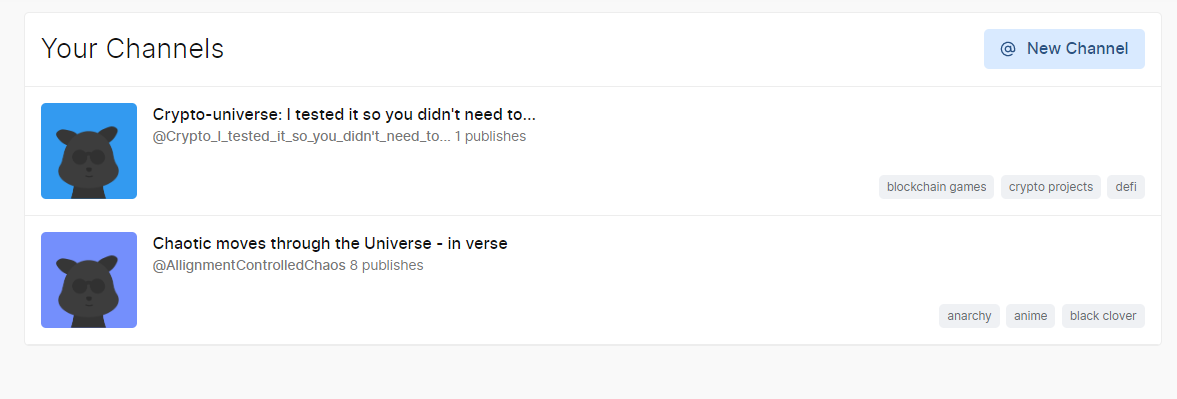 Your Channels
@ New Channel
Crypto-universe: I tested it so you didn't need to...
@Crypto_I_tested_it_so_you_didn't_need_to... 1 publishes
blockchain games crypto projects defi
Chaotic moves through the Universe - in verse
@AllignmentControlledChaos 8 publishes
anarchy anime black clover